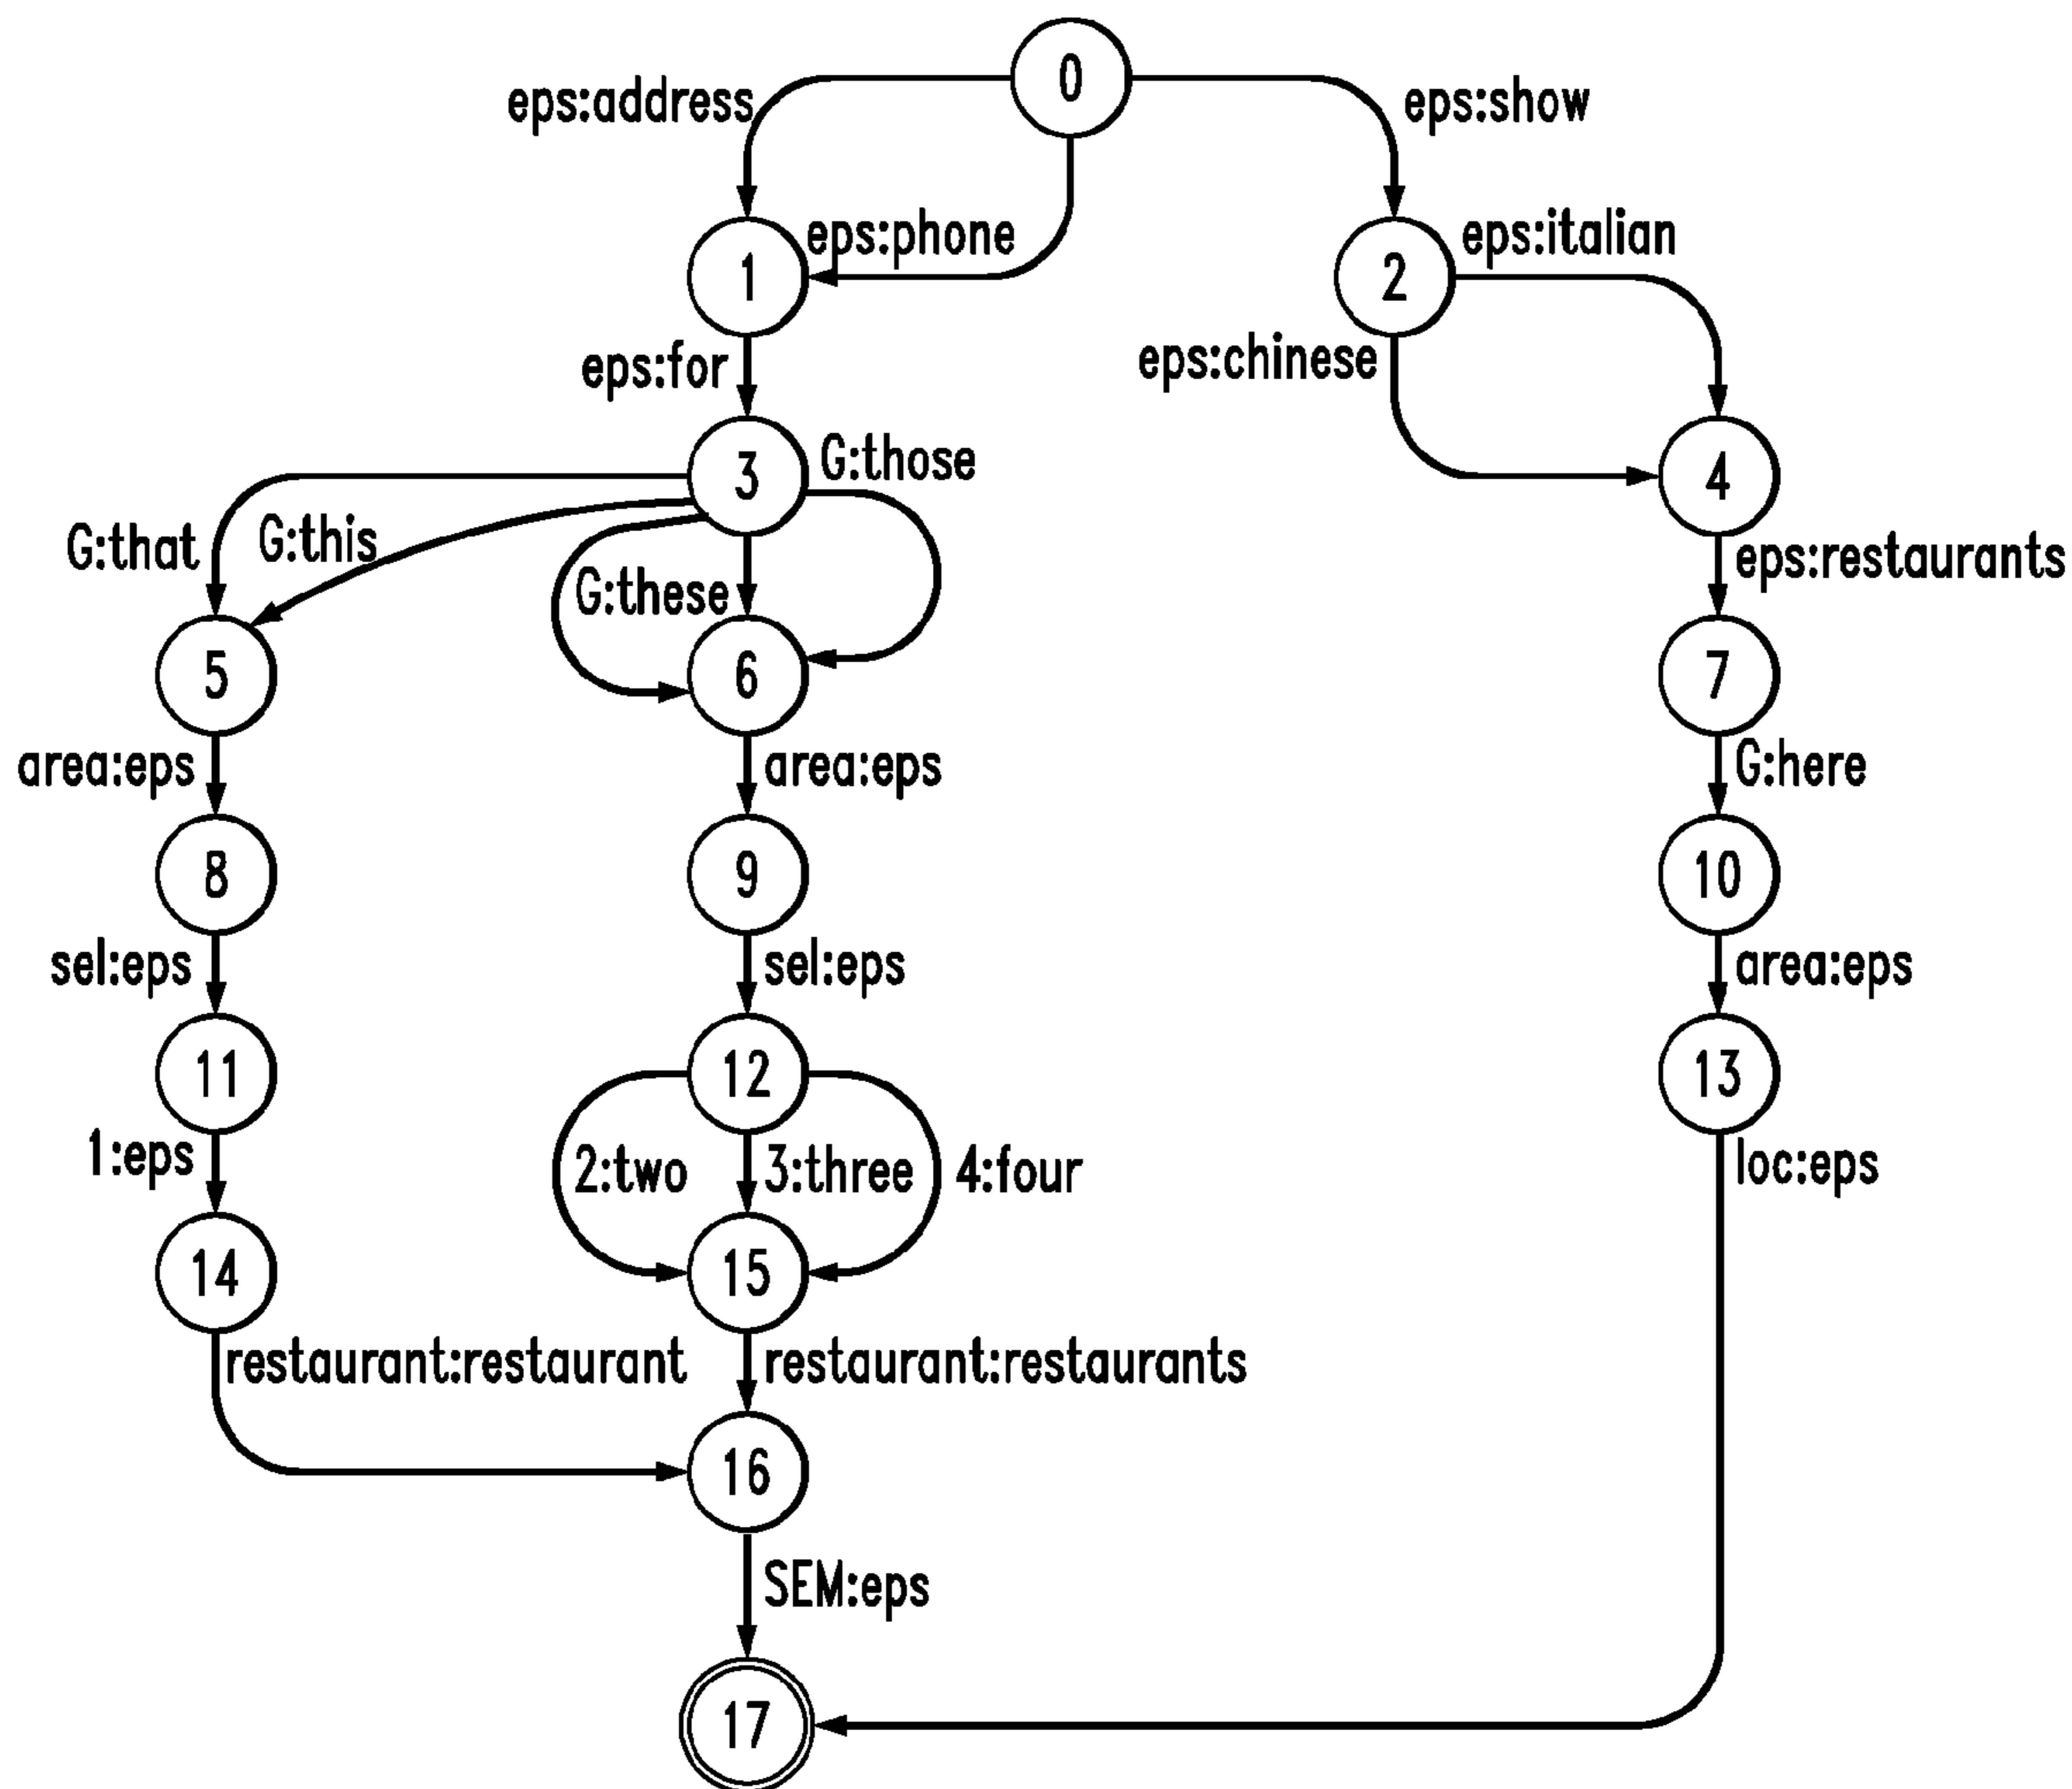 0
eps:address
eps:show
eps:phone
eps:italian
1
2
eps:for
eps:chinese
3
G:those
4
G:that
G:this
G:these
eps:restaurants
5
6
7
area:eps
area:eps
G:here
8
9
10
sel:eps
sel:eps
area:eps
11
12
13
1:eps
2:two
3:three
4:four
loc:eps
14
15
restaurant:restaurant
restaurant:restaurants
16
SEM:eps
17